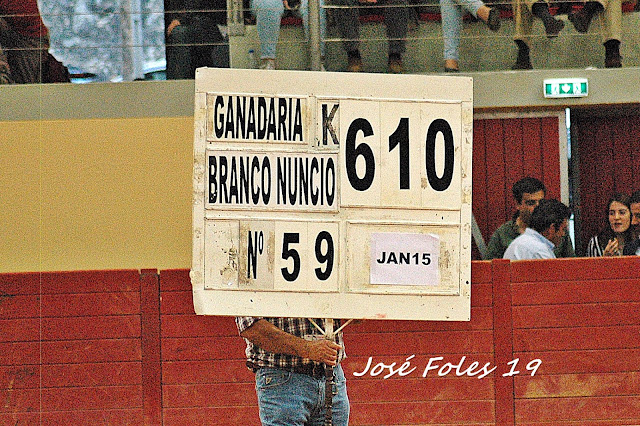 GANADARIA K 610
BRANCO NUNCIO
Nº 59 JAN15
José Foles 19